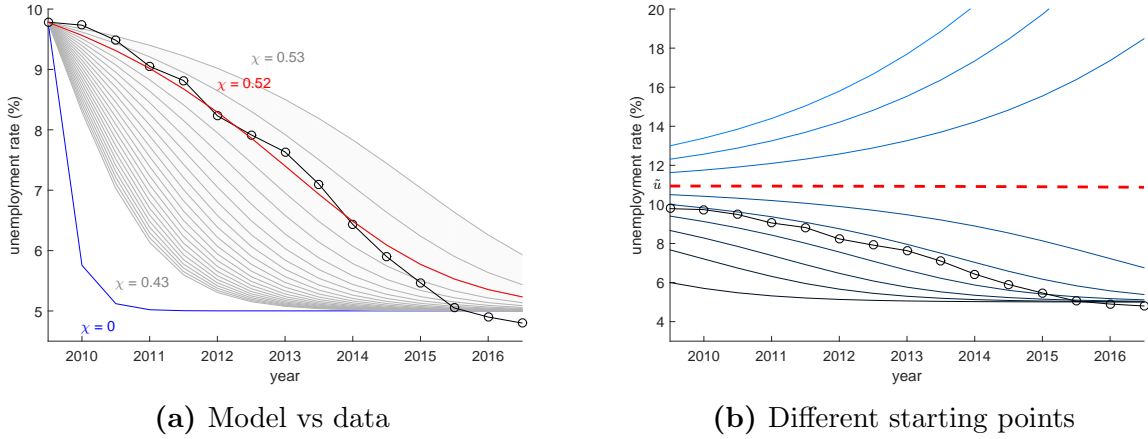 10
9
8
7
6
5
unemployment rate (%)
χ = 0.53
χ = 0.52
χ = 0.43
χ = 0
2010 2011 2012 2013 2014 2015 2016
year
(a) Model vs data
20
18
16
14
12
ũ
10
8
6
4
unemployment rate (%)
2010 2011 2012 2013 2014 2015 2016
year
(b) Different starting points